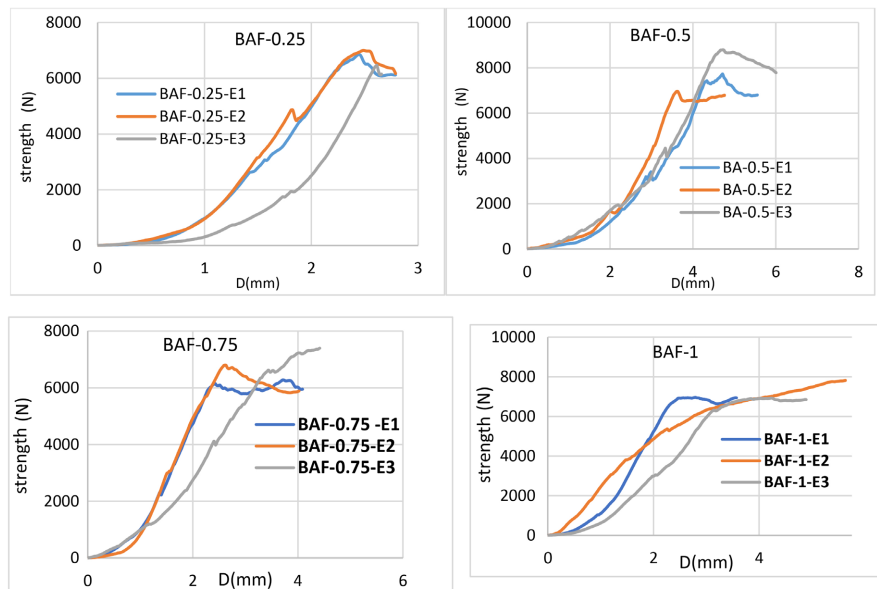 BAF-0.25
strength (N)
8000
6000
4000
2000
0
BAF-0.25-E1
BAF-0.25-E2
BAF-0.25-E3
0 1 2 3
D(mm)
BAF-0.5
strength (N)
10000
8000
6000
4000
2000
0
BA-0.5-E1
BA-0.5-E2
BA-0.5-E3
0 2 4 6 8
D(mm)
BAF-0.75
strength (N)
8000
6000
4000
2000
0
BAF-0.75 -E1
BAF-0.75-E2
BAF-0.75-E3
0 2 4 6
D(mm)
BAF-1
strength (N)
10000
8000
6000
4000
2000
0
BAF-1-E1
BAF-1-E2
BAF-1-E3
0 2 4
D(mm)